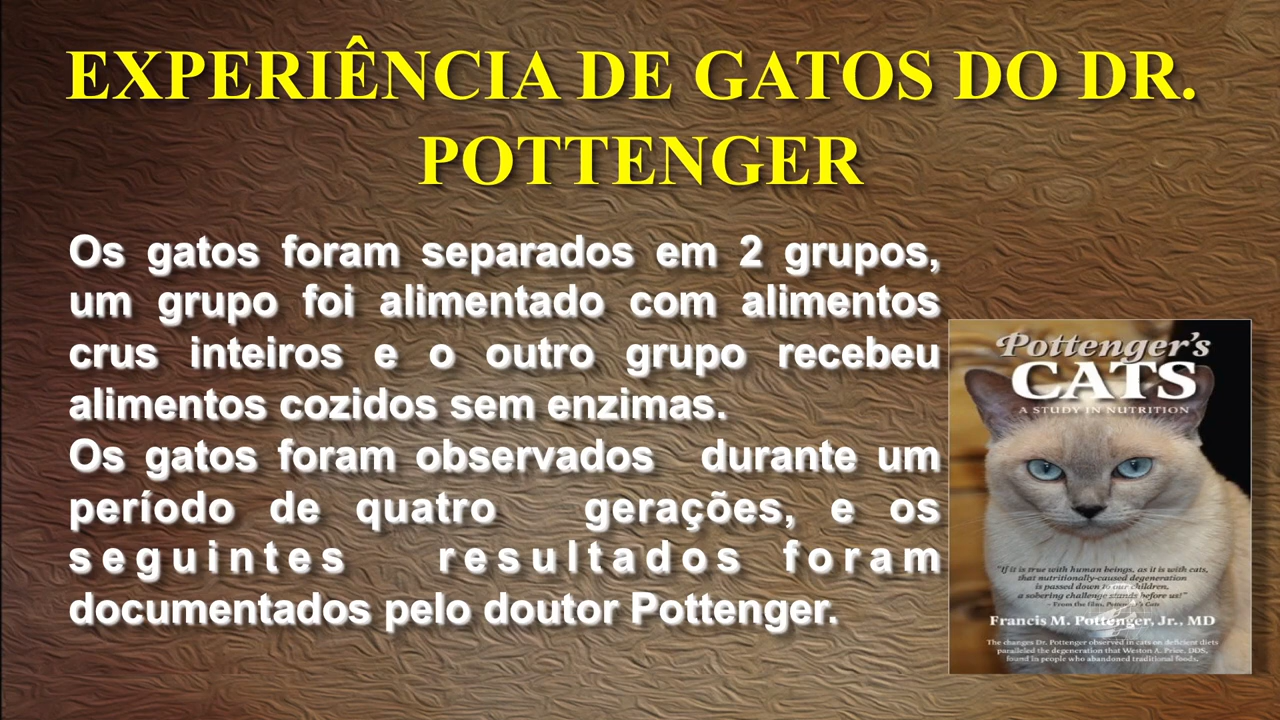 EXPERIÊNCIA DE GATOS DO DR.
POTTENGER
Os gatos foram separados em 2 grupos,
um grupo foi alimentado com alimentos
crus inteiros e o outro grupo recebeu
alimentos cozidos sem enzimas.
Os gatos foram observados durante um
período de quatro gerações, e os
seguintes resultados foram
documentados pelo doutor Pottenger.
Pottenger's
CATS
A STUDY IN NUTRITION
"If it is true with human beings, as it is with cats,
that nutritionally-caused degeneration
is passed down to our children,
a sobering challenge stands before us!"
- From the film, Pottenger's Cats
Francis M. Pottenger, Jr., MD
The changes Dr. Pottenger observed in cats on deficient diets
paralleled the degeneration that Weston A. Price, DDS,
found in people who abandoned traditional foods.